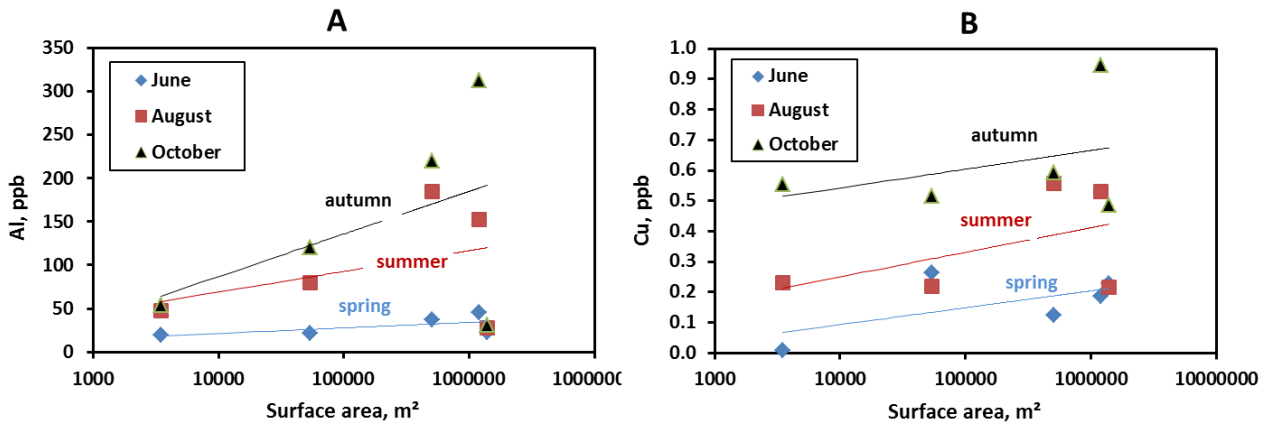 A
Al, ppb
350
300
250
200
150
100
50
0
June
August
October
autumn
summer
spring
1000 10000 100000 1000000 1000000
Surface area, m²
B
Cu, ppb
1.0
0.9
0.8
0.7
0.6
0.5
0.4
0.3
0.2
0.1
0.0
June
August
October
autumn
summer
spring
1000 10000 100000 1000000 10000000
Surface area, m²